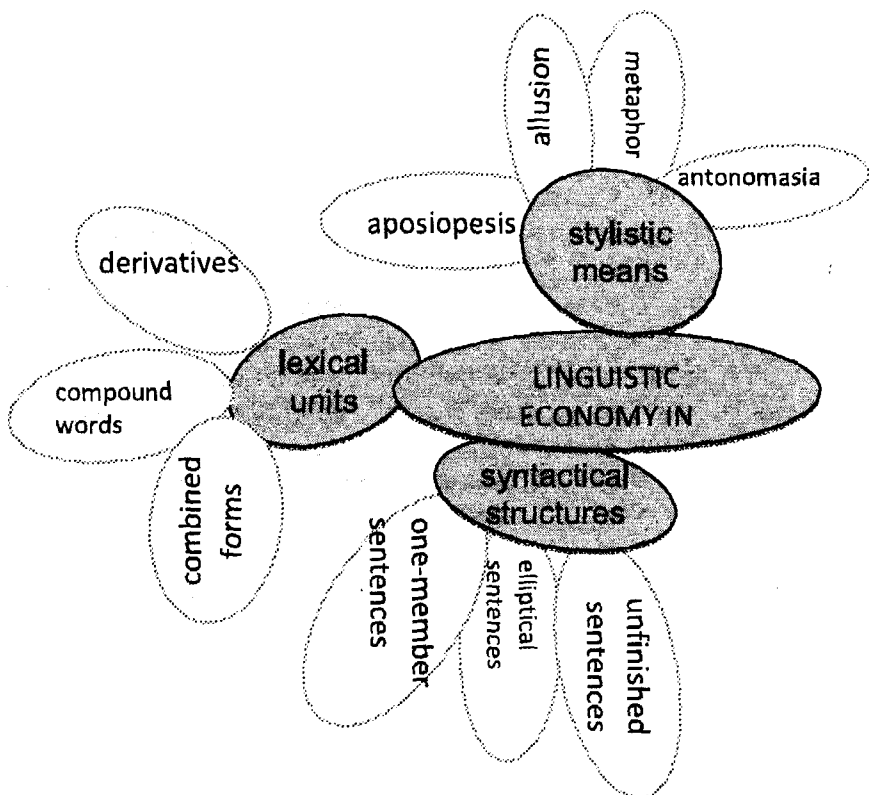 allusion
metaphor
antonomasia
aposiopesis
stylistic
means
derivatives
lexical
units
compound
words
combined
forms
LINGUISTIC
ECONOMY IN
syntactical
structures
one-member
sentences
elliptical
sentences
unfinished
sentences